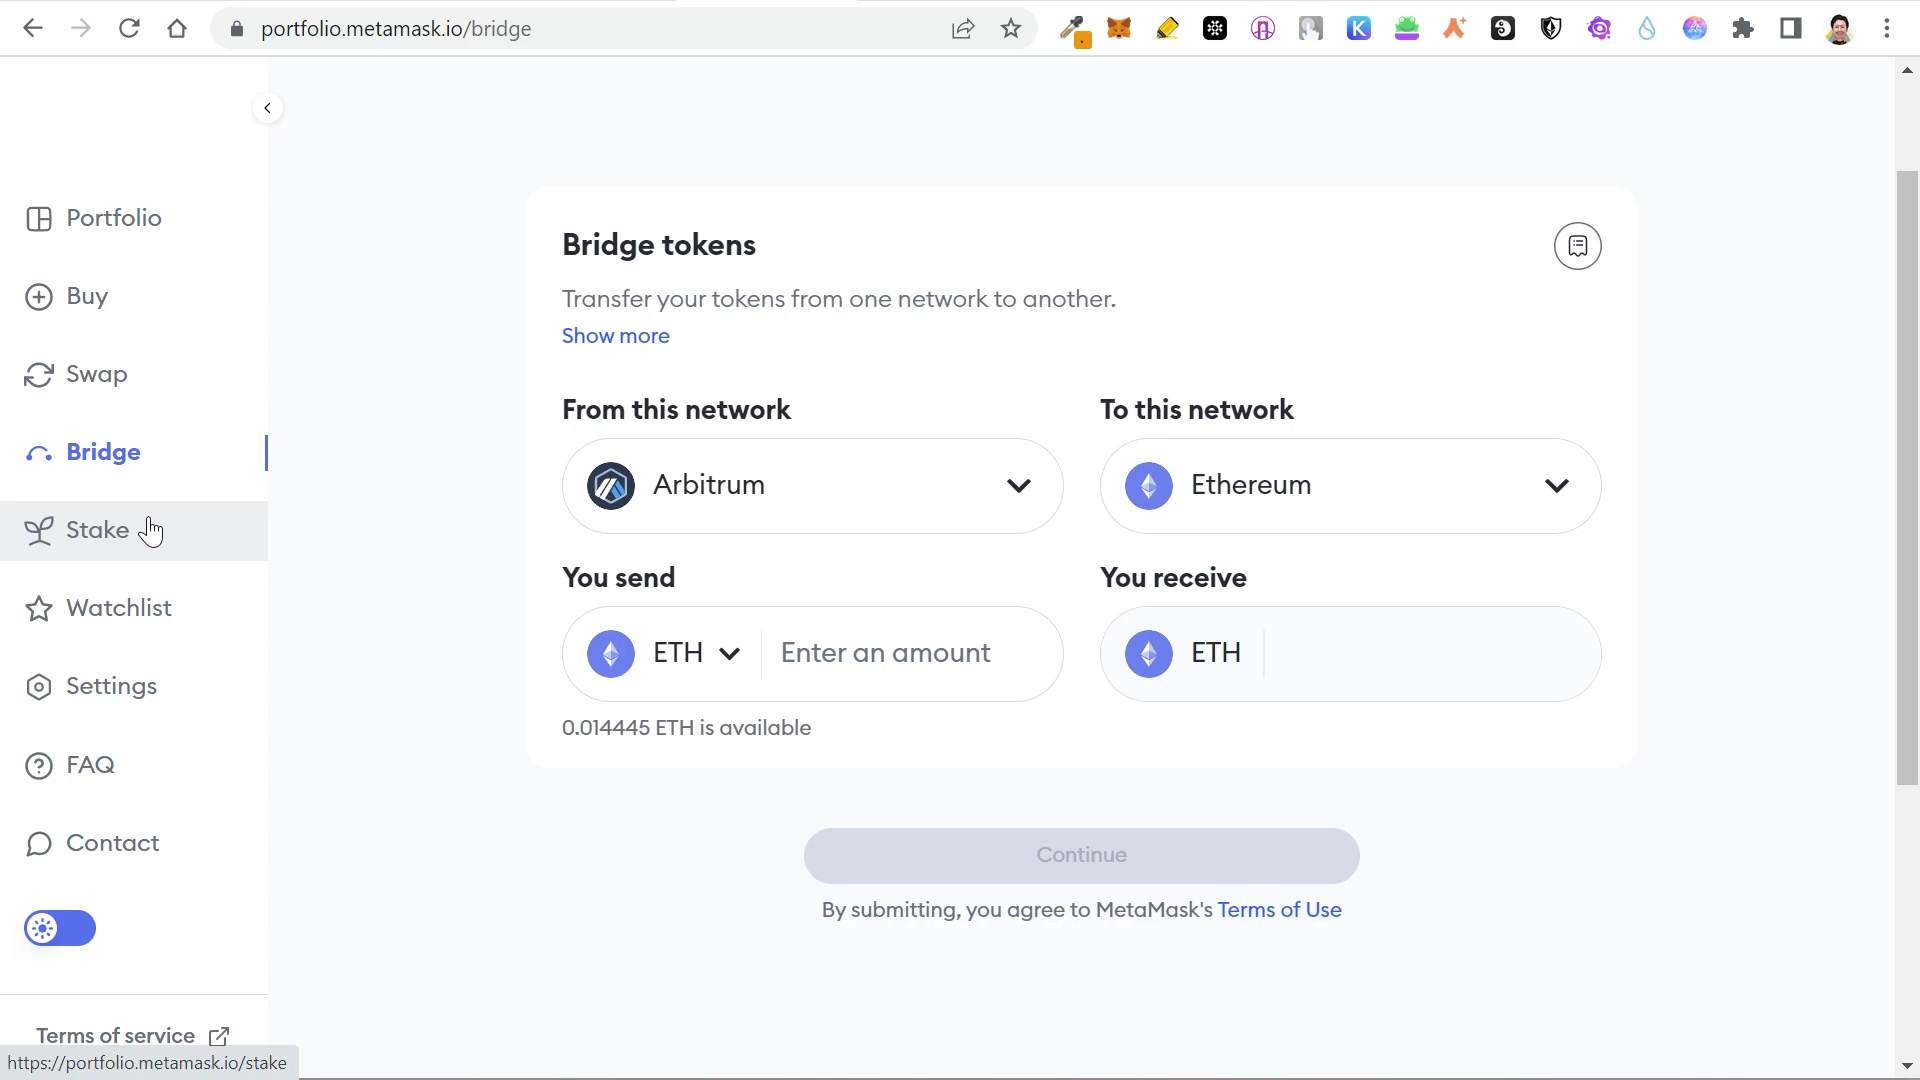 portfolio.metamask.io/bridge
Portfolio
Buy
Swap
Bridge
Stake
Watchlist
Settings
FAQ
Contact
Terms of service
https://portfolio.metamask.io/stake
Bridge tokens
Transfer your tokens from one network to another.
Show more
From this network
To this network
Arbitrum
Ethereum
You send
You receive
ETH
Enter an amount
ETH
0.014445 ETH is available
Continue
By submitting, you agree to MetaMask's Terms of Use